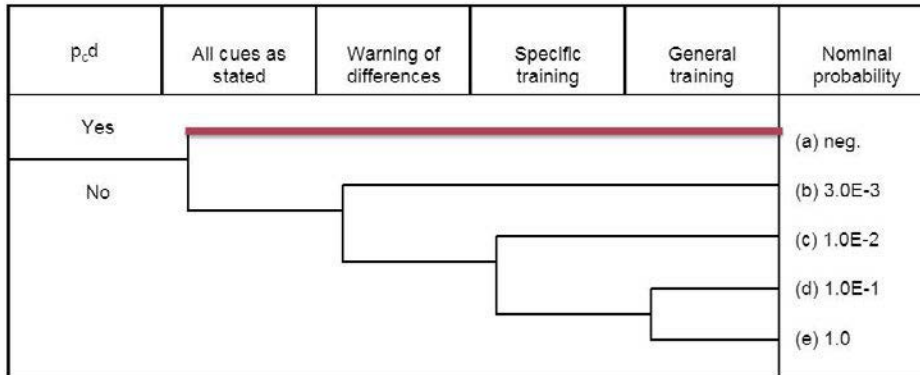 p꜀d
All cues as
stated
Warning of
differences
Specific
training
General
training
Nominal
probability
Yes
No
(a) neg.
(b) 3.0E-3
(c) 1.0E-2
(d) 1.0E-1
(e) 1.0